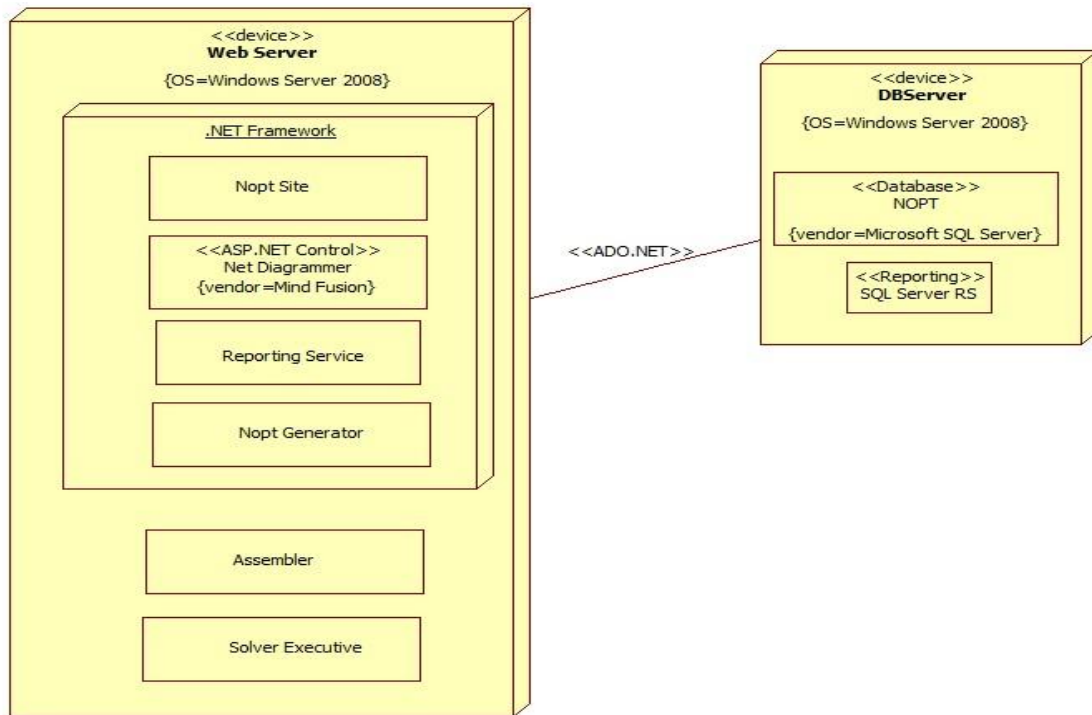 <<device>>
Web Server
{OS=Windows Server 2008}
.NET Framework
Nopt Site
<<ASP.NET Control>>
Net Diagrammer
{vendor=Mind Fusion}
Reporting Service
Nopt Generator
Assembler
Solver Executive
<<ADO.NET>>
<<device>>
DBServer
{OS=Windows Server 2008}
<<Database>>
NOPT
{vendor=Microsoft SQL Server}
<<Reporting>>
SQL Server RS